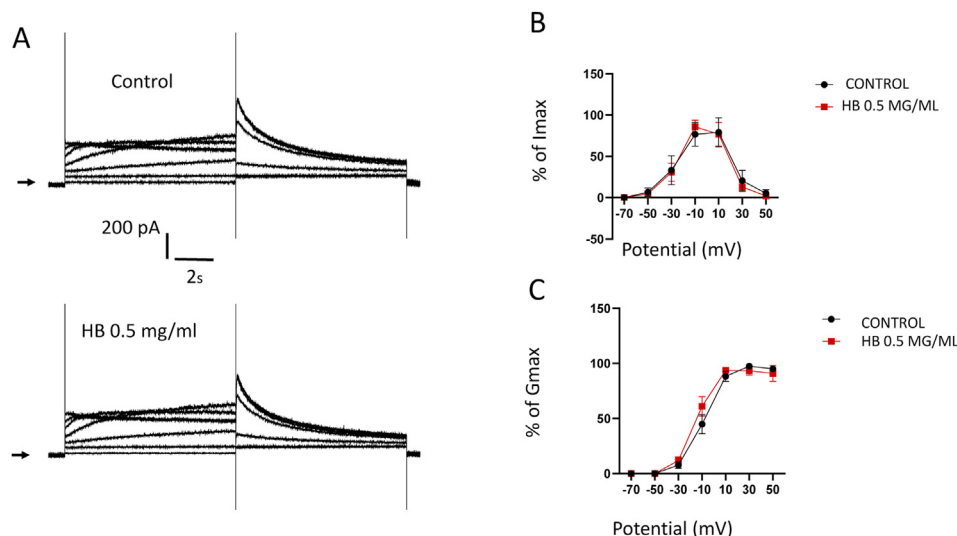 A
Control
200 pA
2s
HB 0.5 mg/ml
B
150
100
50
0
-50
% of Imax
-70 -50 -30 -10 10 30 50
Potential (mV)
CONTROL
HB 0.5 MG/ML
C
150
100
50
0
% of Gmax
-70 -50 -30 -10 10 30 50
Potential (mV)
CONTROL
HB 0.5 MG/ML